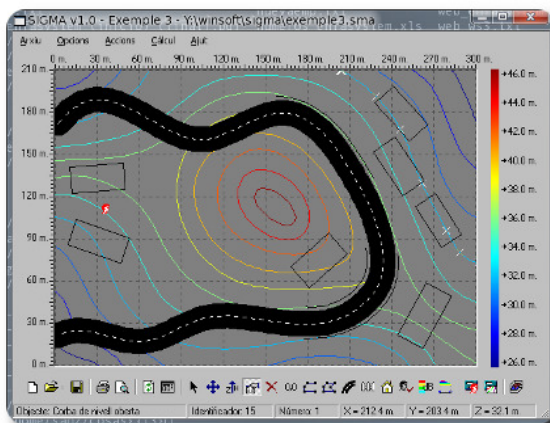 SIGMA v1.0 - Exemple 3 - Y:\winsoft\sigma\exemple3.sma
Arxiu Opcions Accions Càlcul Ajut
0 m. 30 m. 60 m. 90 m. 120 m. 150 m. 180 m. 210 m. 240 m. 270 m. 300 m.
210 m.
180 m.
150 m.
120 m.
90 m.
60 m.
30 m.
0 m.
+46.0 m.
+44.0 m.
+42.0 m.
+40.0 m.
+38.0 m.
+36.0 m.
+34.0 m.
+32.0 m.
+30.0 m.
+28.0 m.
+26.0 m.
Objecte: Corba de nivell oberta Identificador: 15 Número: 1 X = 212.4 m Y = 203.4 m Z = 32.1 m